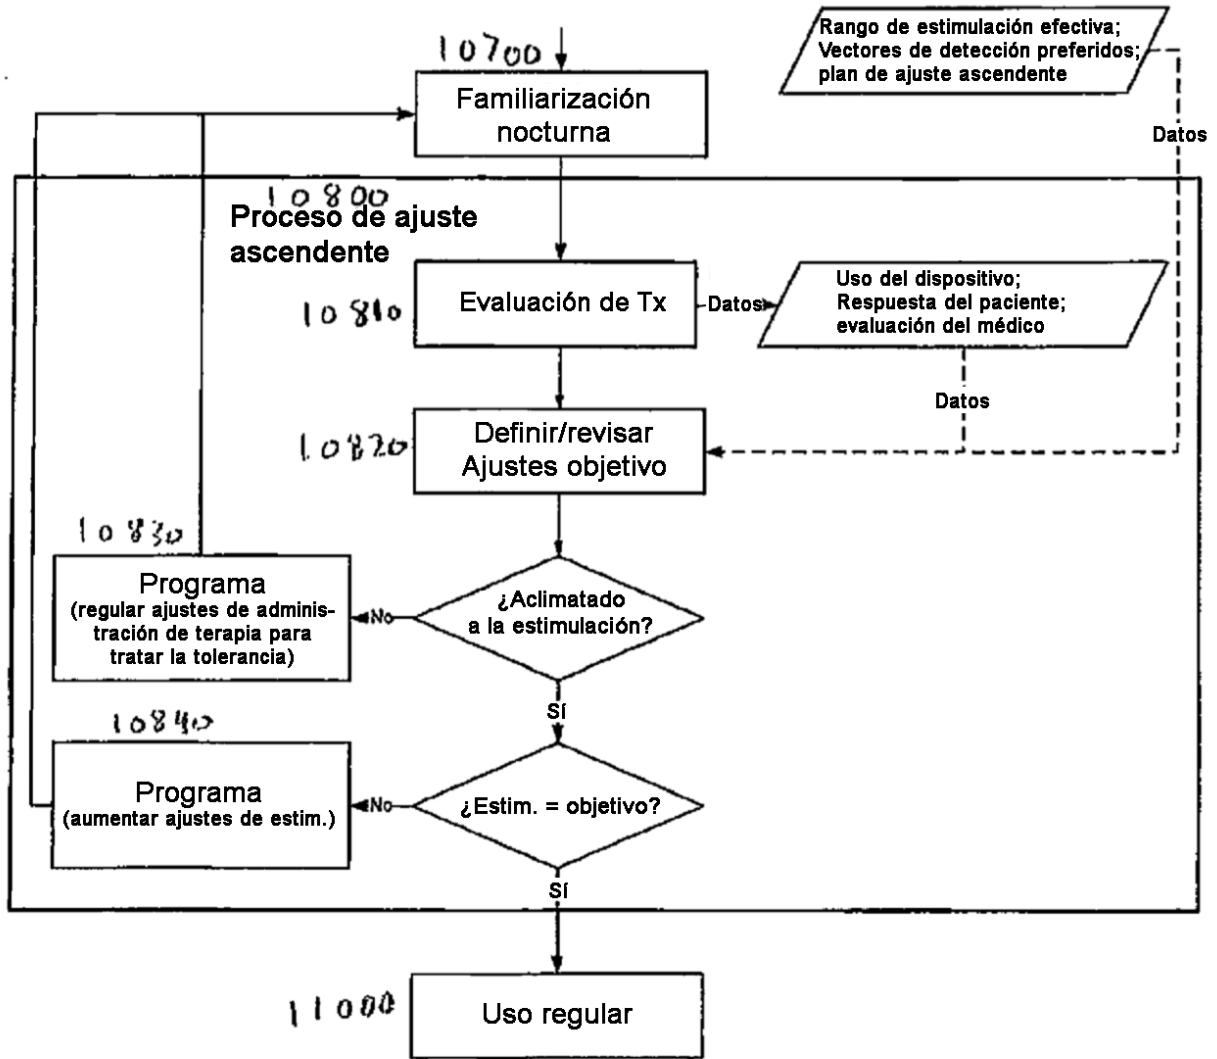 10700
Familiarización
nocturna
Rango de estimulación efectiva;
Vectores de detección preferidos;
plan de ajuste ascendente
Datos
10800
Proceso de ajuste
ascendente
10810
Evaluación de Tx
Datos
Uso del dispositivo;
Respuesta del paciente;
evaluación del médico
Datos
10820
Definir/revisar
Ajustes objetivo
10830
Programa
(regular ajustes de adminis-
tración de terapia para
tratar la tolerancia)
No
¿Aclimatado
a la estimulación?
Sí
10840
Programa
(aumentar ajustes de estim.)
No
¿Estim. = objetivo?
Sí
11000
Uso regular